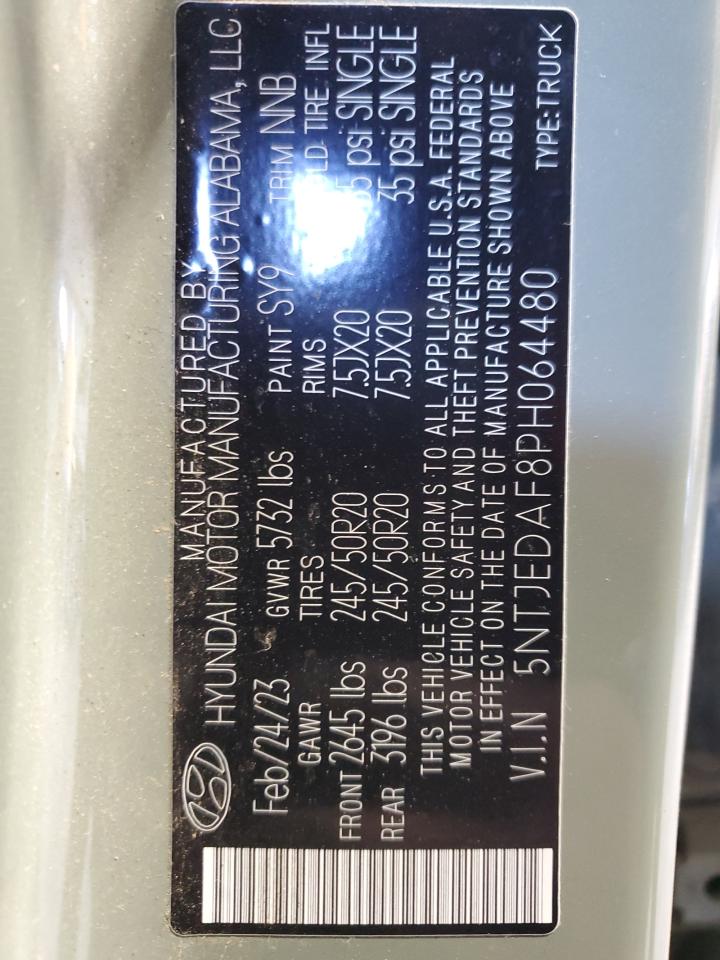 MANUFACTURED BY
HYUNDAI MOTOR MANUFACTURING ALABAMA, LLC
Feb/24/23 GVWR 5732 lbs PAINT SY9 TRIM NNB
GAWR TIRES RIMS TIRE. INFL
FRONT 2645 lbs 245/50R20 7.5JX20 psi SINGLE
REAR 3196 lbs 245/50R20 7.5JX20 35 psi SINGLE
THIS VEHICLE CONFORMS TO ALL APPLICABLE U.S.A. FEDERAL
MOTOR VEHICLE SAFETY AND THEFT PREVENTION STANDARDS
IN EFFECT ON THE DATE OF MANUFACTURE SHOWN ABOVE
V.I.N 5NTJEDAF8PH064480 TYPE:TRUCK